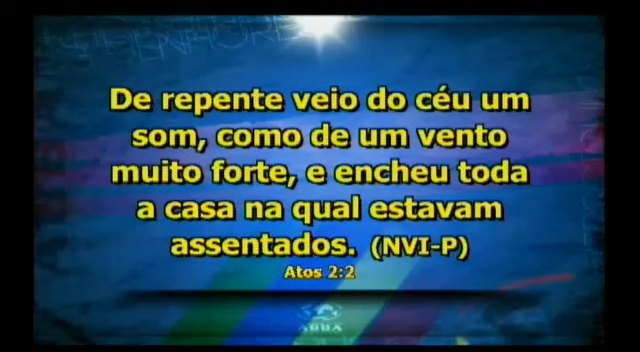 De repente veio do céu um
som, como de um vento
muito forte, e encheu toda
a casa na qual estavam
assentados. (NVI-P)
Atos 2:2